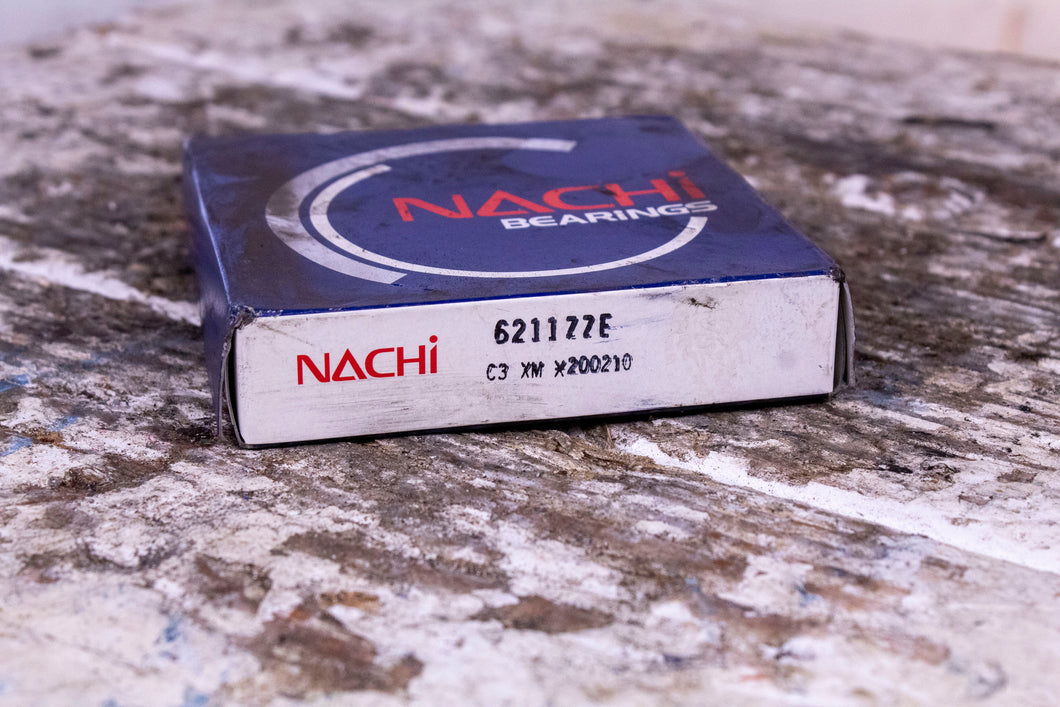 NACHI
BEARINGS
NACHI
6211ZZE
C3 XM X200210